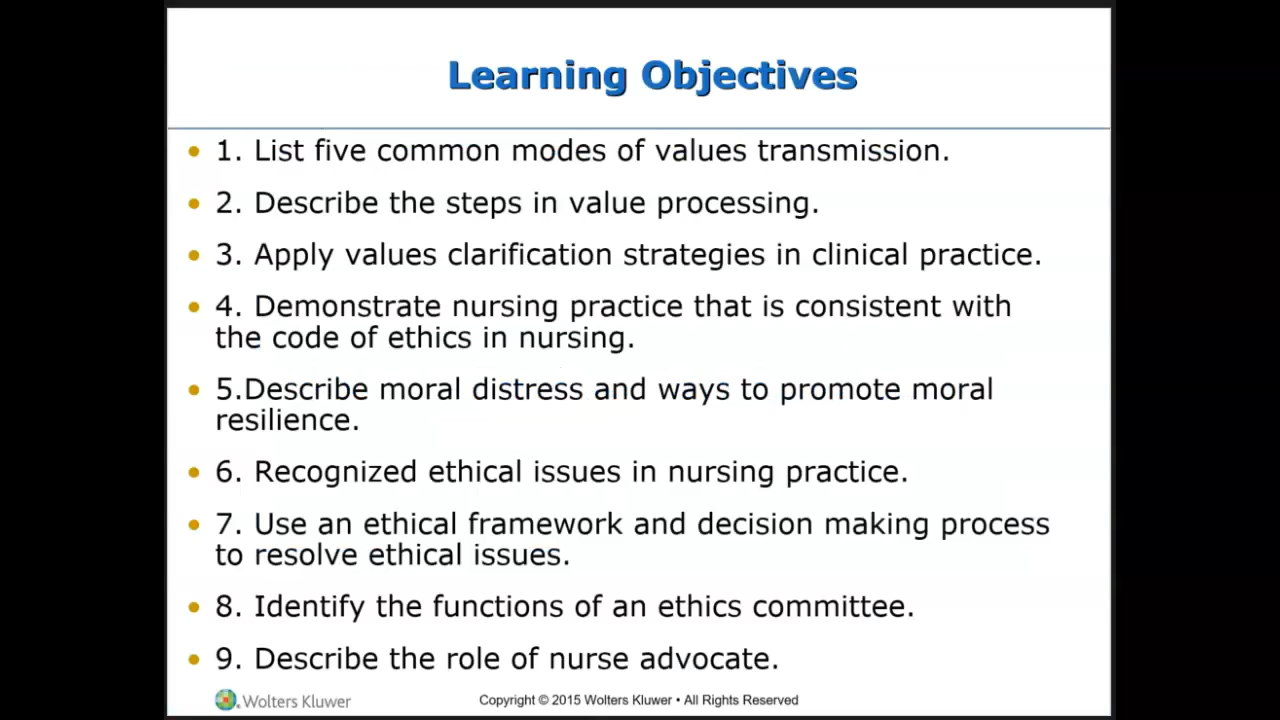 Learning Objectives
• 1. List five common modes of values transmission.
• 2. Describe the steps in value processing.
• 3. Apply values clarification strategies in clinical practice.
• 4. Demonstrate nursing practice that is consistent with
the code of ethics in nursing.
• 5.Describe moral distress and ways to promote moral
resilience.
• 6. Recognized ethical issues in nursing practice.
• 7. Use an ethical framework and decision making process
to resolve ethical issues.
• 8. Identify the functions of an ethics committee.
• 9. Describe the role of nurse advocate.
Wolters Kluwer
Copyright © 2015 Wolters Kluwer • All Rights Reserved